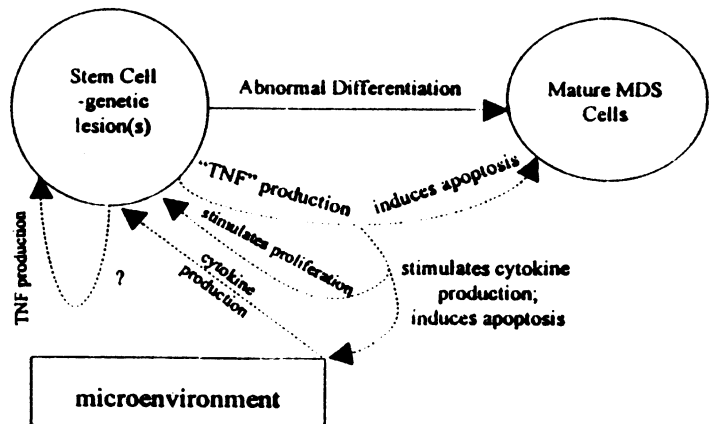 Stem Cell
-genetic
lesion(s)
Abnormal Differentiation
Mature MDS
Cells
"TNF" production
induces apoptosis
stimulates proliferation
cytokine
production
TNF production
?
stimulates cytokine
production;
induces apoptosis
microenvironment